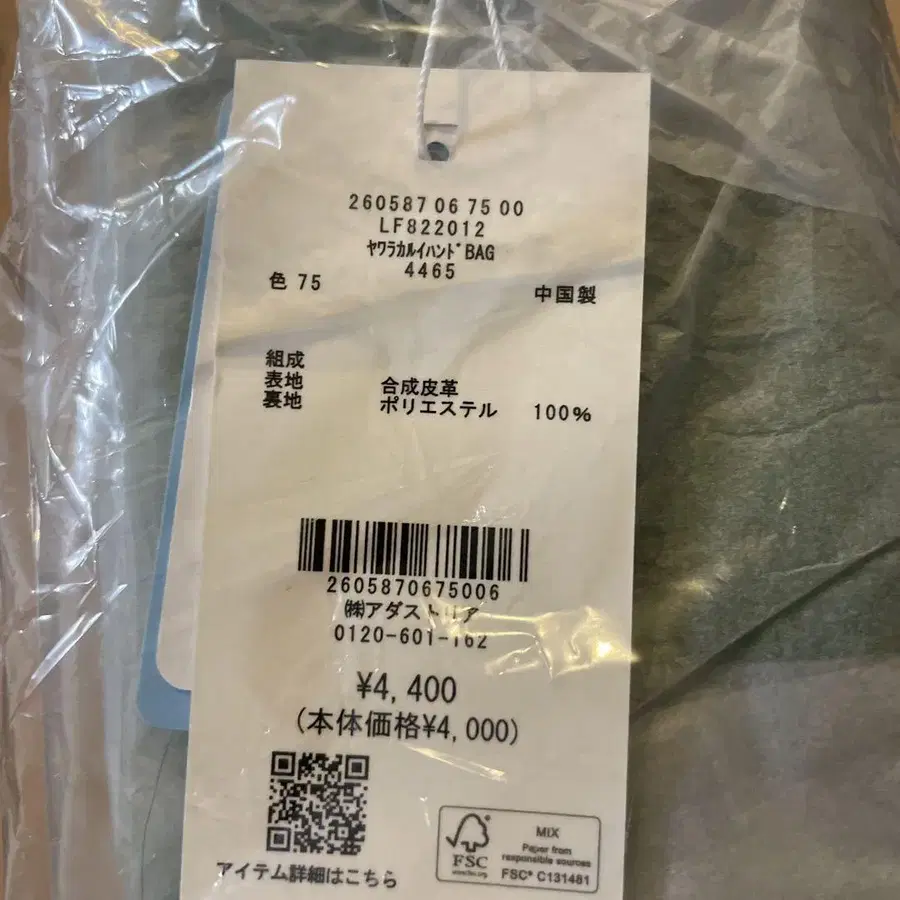 260587 06 75 00
LF822012
ﾔﾜﾗｶﾙｲﾊﾝﾄﾞBAG
4465
色 75
中国製
組成
表地 合成皮革
裏地 ポリエステル 100%
2605870675006
㈱アダストリア
0120-601-162
¥4,400
(本体価格¥4,000)
アイテム詳細はこちら
FSC
www.fsc.org
MIX
Paper from
responsible sources
FSC® C131481